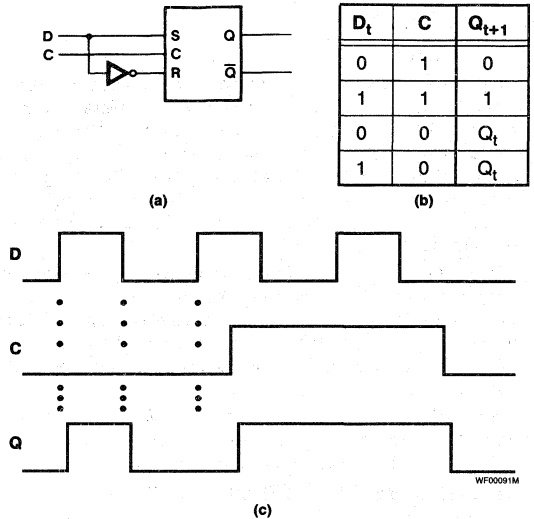 D S Q
C C
R Q̅
(a)
Dt C Qt+1
0 1 0
1 1 1
0 0 Qt
1 0 Qt
(b)
D
C
Q
WF00091M
(c)